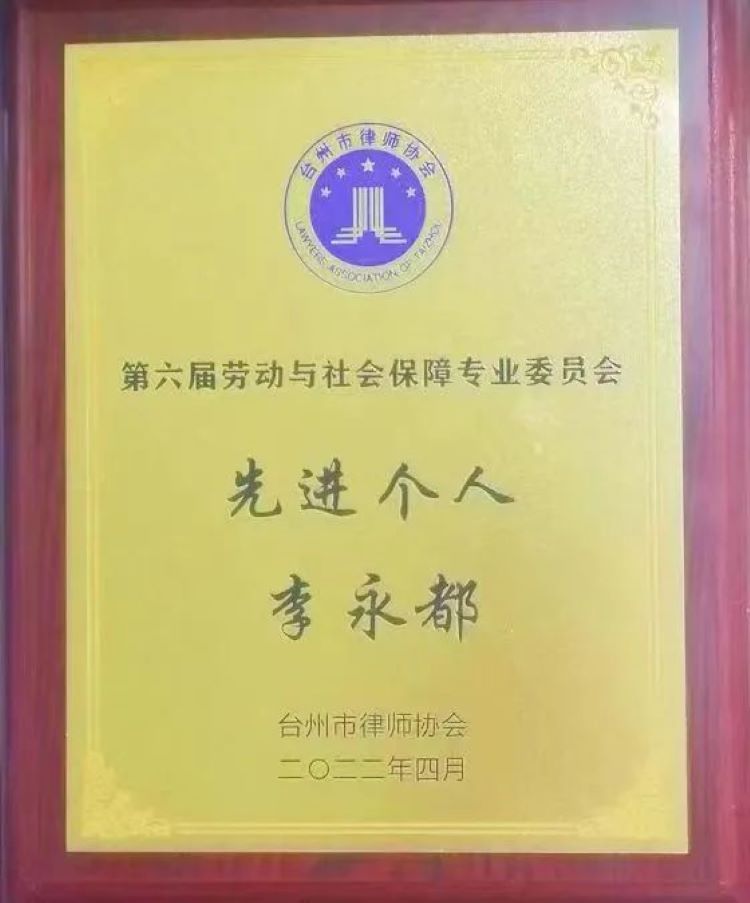 台州市律师协会
LAWYERS ASSOCIATION OF TAIZHOU
第六届劳动与社会保障专业委员会
先进个人
李永都
台州市律师协会
二〇二二年四月